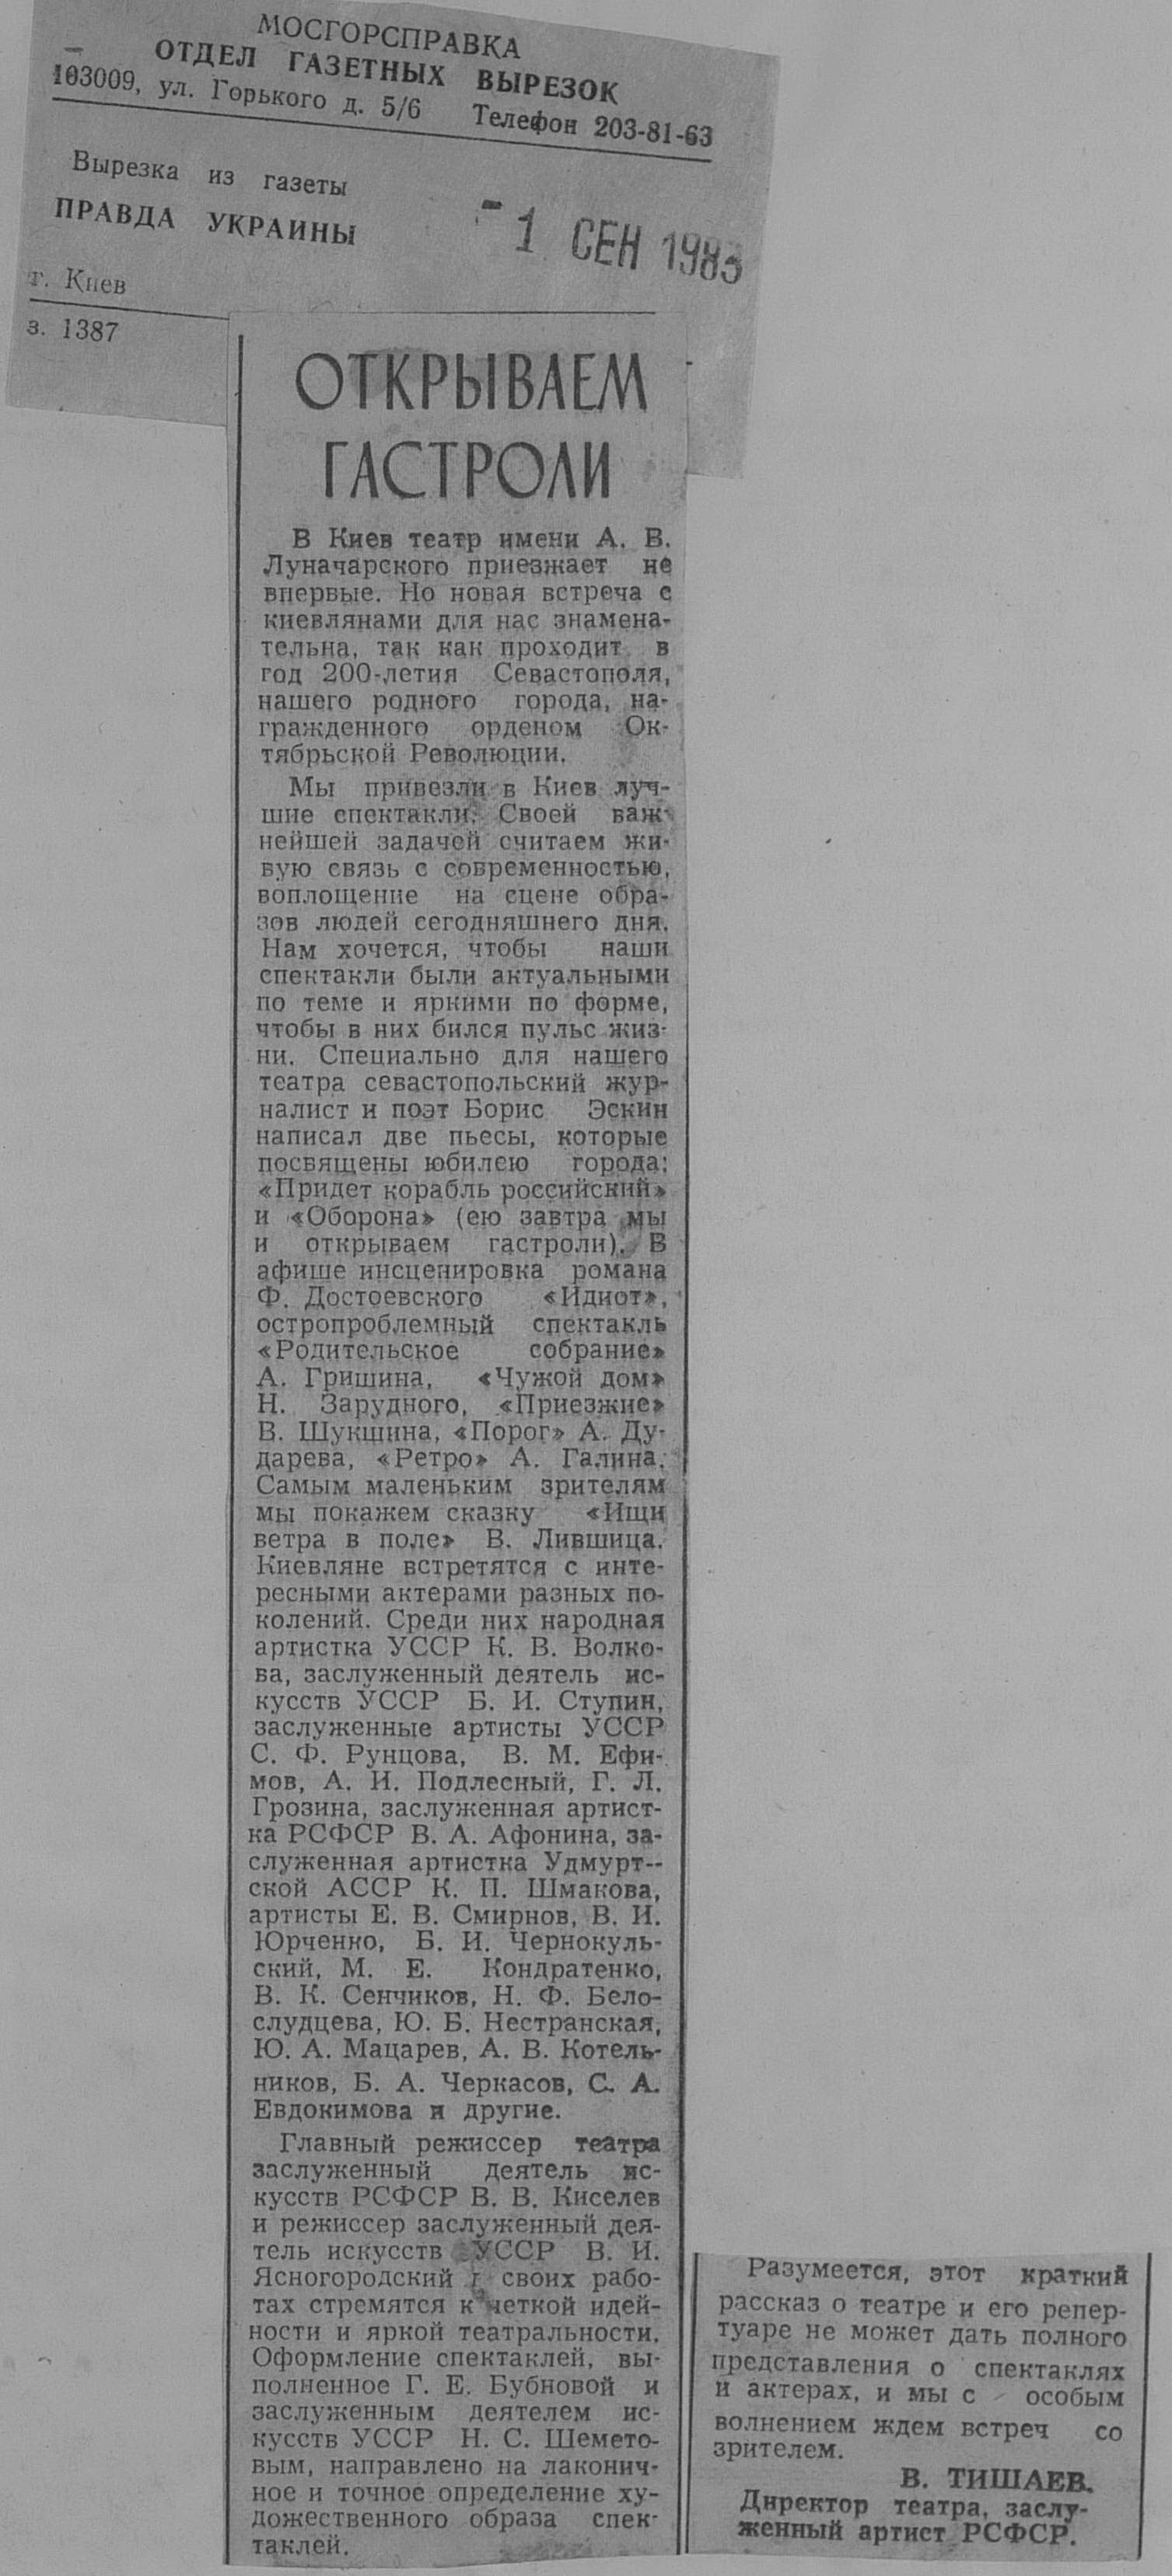 МОСГОРСПРАВКА
ОТДЕЛ ГАЗЕТНЫХ ВЫРЕЗОК
103009, ул. Горького д. 5/6 Телефон 203-81-63
Вырезка из газеты
ПРАВДА УКРАИНЫ
-1 СЕН 1983
г. Киев
з. 1387
ОТКРЫВАЕМ
ГАСТРОЛИ
В Киев театр имени А. В.
Луначарского приезжает не
впервые. Но новая встреча с
киевлянами для нас знамена-
тельна, так как проходит в
год 200-летия Севастополя,
нашего родного города, на-
гражденного орденом Ок-
тябрьской Революции.
Мы привезли в Киев луч-
шие спектакли. Своей важ-
нейшей задачей считаем жи-
вую связь с современностью,
воплощение на сцене обра-
зов людей сегодняшнего дня.
Нам хочется, чтобы наши
спектакли были актуальными
по теме и яркими по форме,
чтобы в них бился пульс жиз-
ни. Специально для нашего
театра севастопольский жур-
налист и поэт Борис Эскин
написал две пьесы, которые
посвящены юбилею города:
«Придет корабль российский»
и «Оборона» (ею завтра мы
и открываем гастроли). В
афише инсценировка романа
Ф. Достоевского «Идиот»,
остропроблемный спектакль
«Родительское собрание»
А. Гришина, «Чужой дом»
Н. Зарудного, «Приезжие»
В. Шукшина, «Порог» А. Ду-
дарева, «Ретро» А. Галина.
Самым маленьким зрителям
мы покажем сказку «Ищи
ветра в поле» В. Лившица.
Киевляне встретятся с инте-
ресными актерами разных по-
колений. Среди них народная
артистка УССР К. В. Волко-
ва, заслуженный деятель ис-
кусств УССР Б. И. Ступин,
заслуженные артисты УССР
С. Ф. Рунцова, В. М. Ефи-
мов, А. И. Подлесный, Г. Л.
Грозина, заслуженная артист-
ка РСФСР В. А. Афонина, за-
служенная артистка Удмурт--
ской АССР К. П. Шмакова,
артисты Е. В. Смирнов, В. И.
Юрченко, Б. И. Чернокуль-
ский, М. Е. Кондратенко,
В. К. Сенчиков, Н. Ф. Бело-
слудцева, Ю. Б. Нестранская,
Ю. А. Мацарев, А. В. Котель-
ников, Б. А. Черкасов, С. А.
Евдокимова и другие.
Главный режиссер театра
заслуженный деятель ис-
кусств РСФСР В. В. Киселев
и режиссер заслуженный дея-
тель искусств УССР В. И.
Ясногородский в своих рабо-
тах стремятся к четкой идей-
ности и яркой театральности.
Оформление спектаклей, вы-
полненное Г. Е. Бубновой и
заслуженным деятелем ис-
кусств УССР Н. С. Шемето-
вым, направлено на лаконич-
ное и точное определение ху-
дожественного образа спек-
таклей.
Разумеется, этот краткий
рассказ о театре и его репер-
туаре не может дать полного
представления о спектаклях
и актерах, и мы с особым
волнением ждем встреч со
зрителем.
В. ТИШАЕВ.
Директор театра, заслу-
женный артист РСФСР.